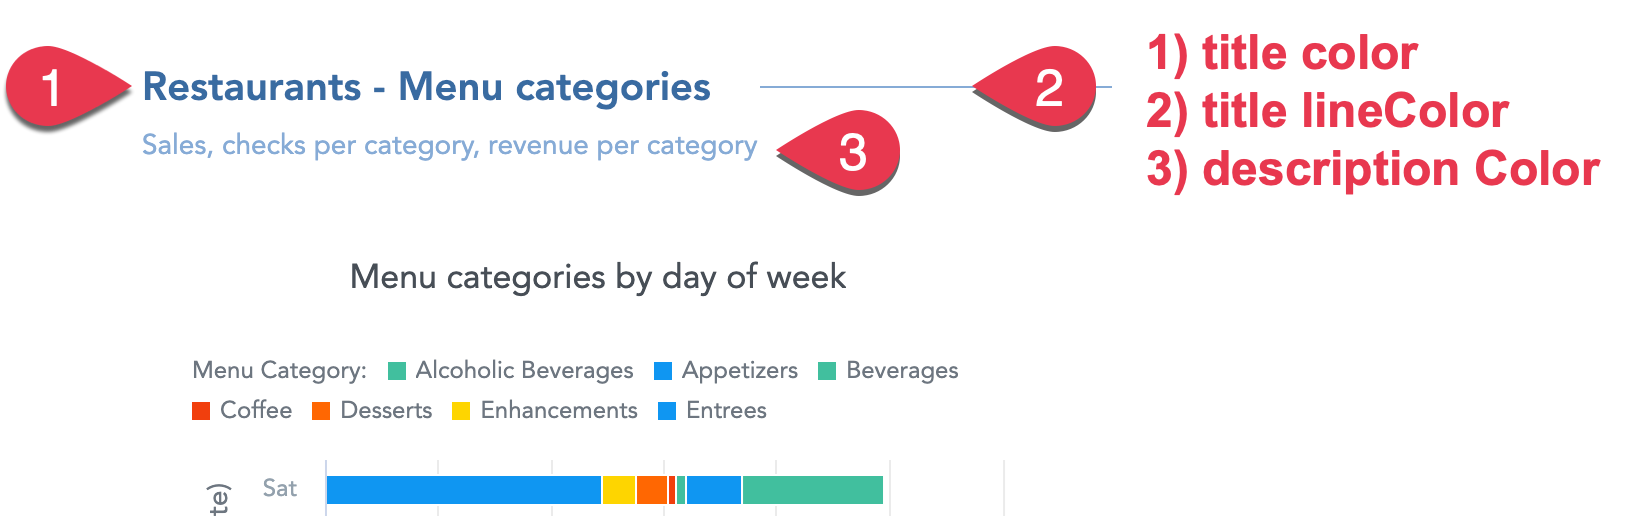 1
Restaurants - Menu categories
2
Sales, checks per category, revenue per category
3
1) title color
2) title lineColor
3) description Color
Menu categories by day of week
Menu Category: Alcoholic Beverages Appetizers Beverages
Coffee Desserts Enhancements Entrees
Sat
te)